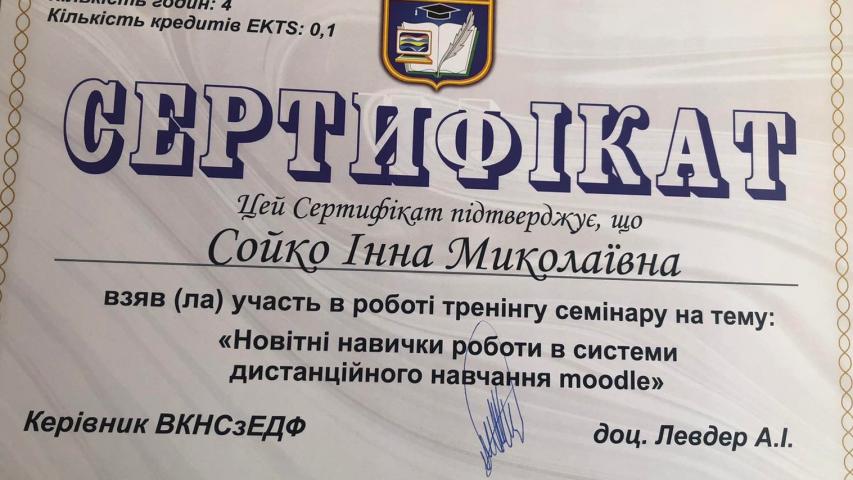 Кількість годин: 4
Кількість кредитів ЕКТS: 0,1
СЕРТИФІКАТ
Цей Сертифікат підтверджує, що
Сойко Інна Миколаївна
взяв (ла) участь в роботі тренінгу семінару на тему:
«Новітні навички роботи в системи
дистанційного навчання moodle»
Керівник ВКНСзЕДФ
доц. Левдер А.І.